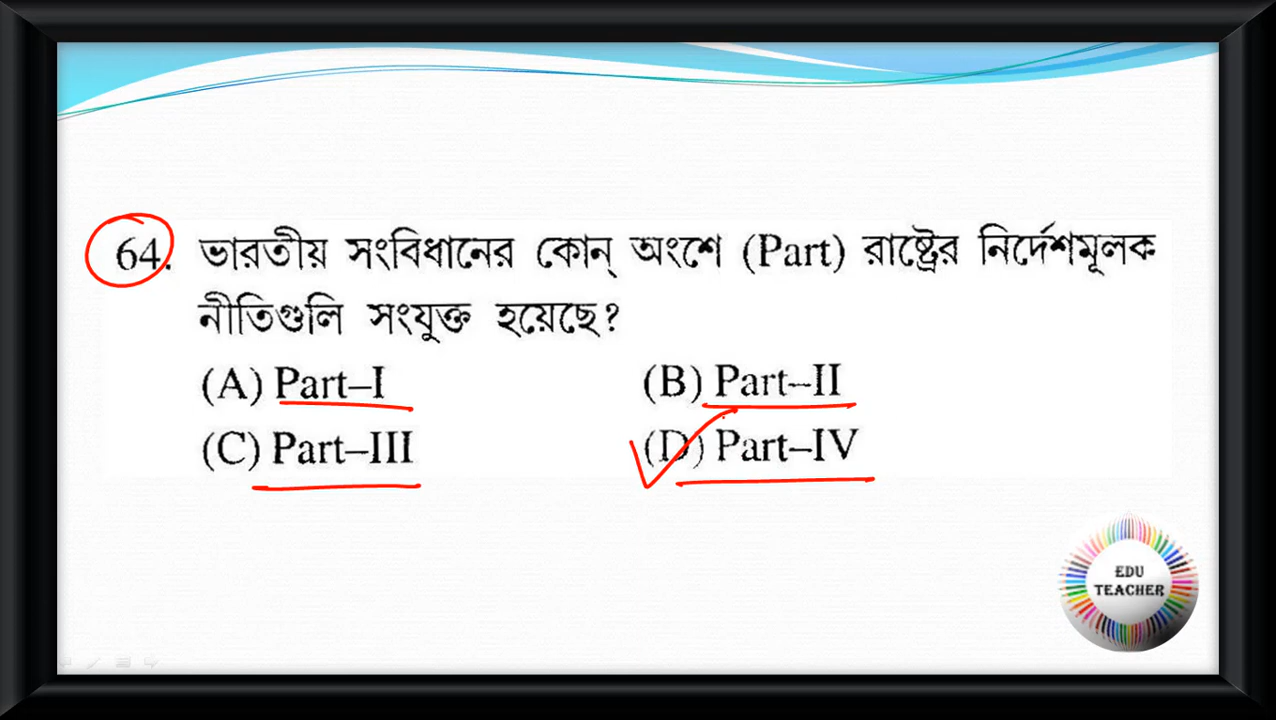 64. ভারতীয় সংবিধানের কোন্ অংশে (Part) রাষ্ট্রের নির্দেশমূলক
নীতিগুলি সংযুক্ত হয়েছে?
(A) Part–I (B) Part–II
(C) Part–III (D) Part–IV
EDU
TEACHER